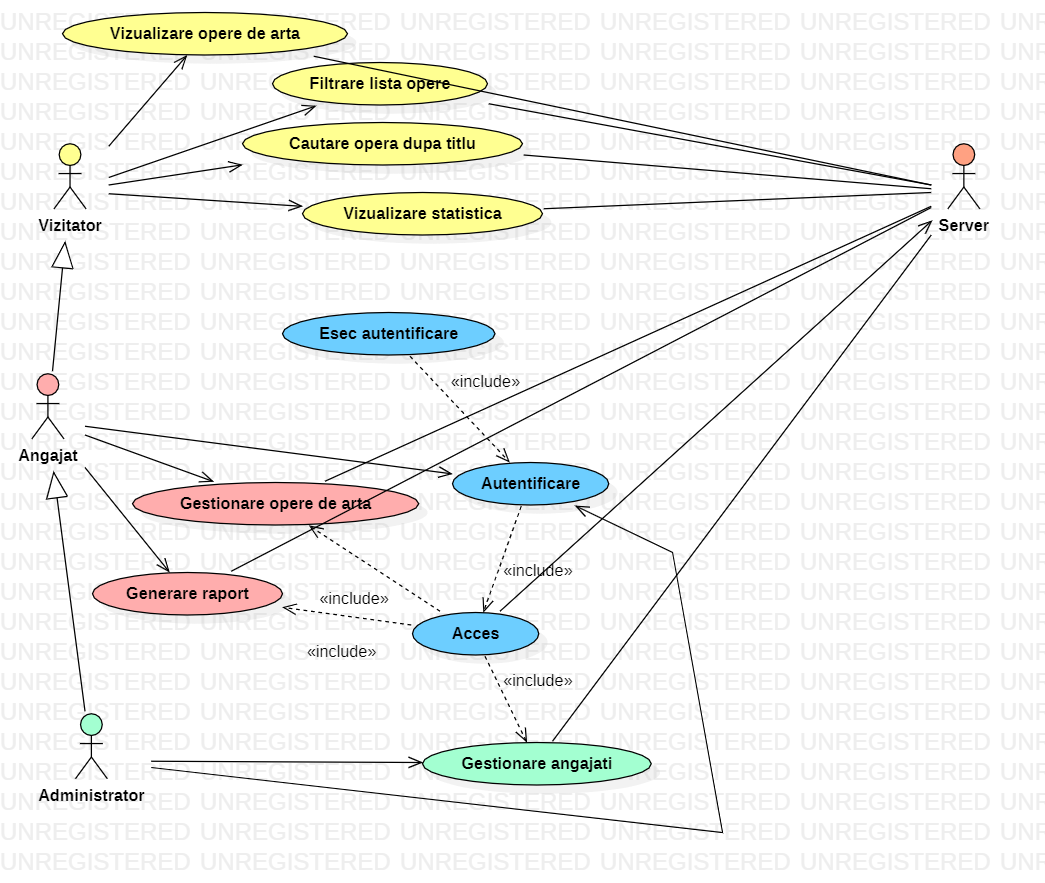 Vizualizare opere de arta
Filtrare lista opere
Cautare opera dupa titlu
Vizitator
Vizualizare statistica
Server
Esec autentificare
«include»
Angajat
Autentificare
Gestionare opere de arta
«include»
Generare raport
«include»
Acces
«include»
«include»
Gestionare angajati
Administrator
UNREGISTERED